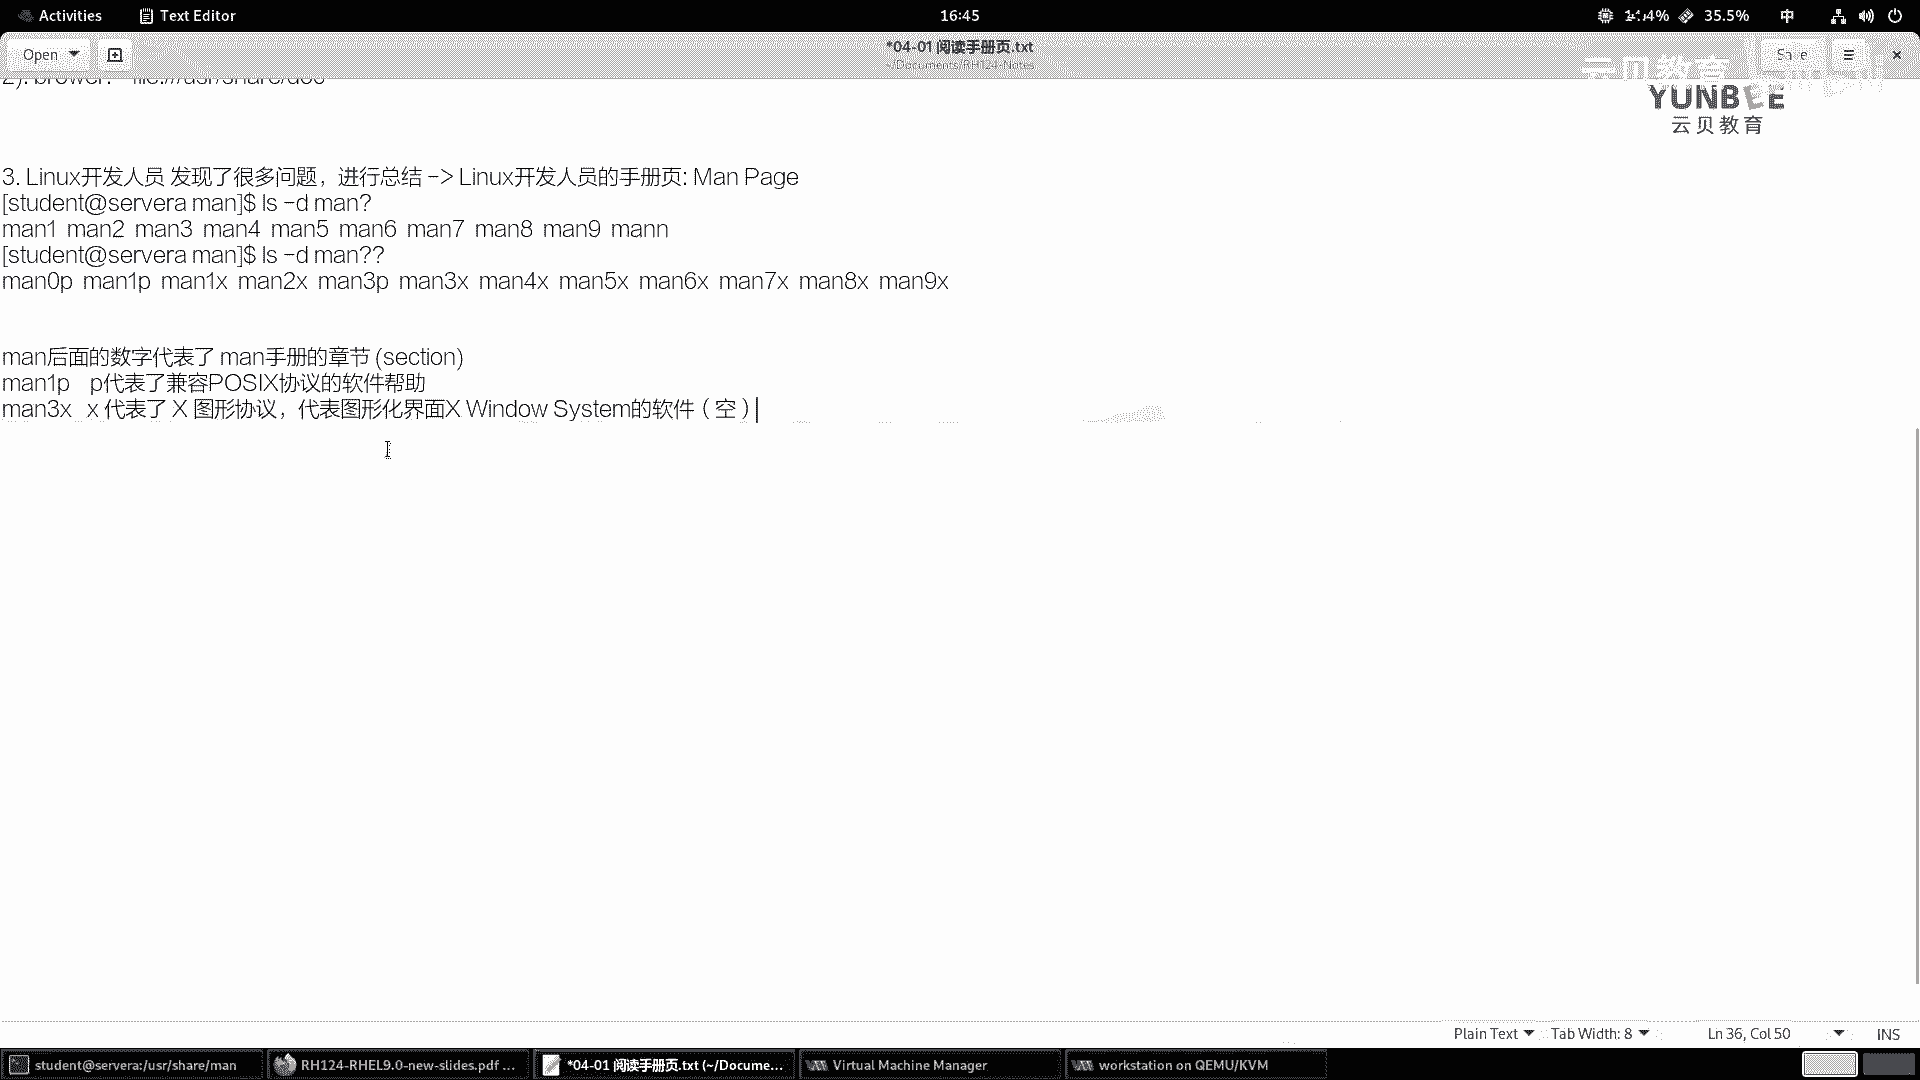 Activities Text Editor 16:45 35.5% 中
Open *04-01 阅读手册页.txt Save
~/Documents/RH124-Notes
云贝教育
2). brower: file:///usr/share/doc
YUNBEE
云贝教育
3. Linux开发人员 发现了很多问题，进行总结 -> Linux开发人员的手册页: Man Page
[student@servera man]$ ls -d man?
man1 man2 man3 man4 man5 man6 man7 man8 man9 mann
[student@servera man]$ ls -d man??
man0p man1p man1x man2x man3p man3x man4x man5x man6x man7x man8x man9x
man后面的数字代表了 man手册的章节 (section)
man1p p代表了兼容POSIX协议的软件帮助
man3x x 代表了 X 图形协议，代表图形化界面X Window System的软件（空）
Plain Text Tab Width: 8 Ln 36, Col 50 INS
student@servera:/usr/share/man RH124-RHEL9.0-new-slides.pdf ... *04-01 阅读手册页.txt (~/Docume... Virtual Machine Manager workstation on QEMU/KVM